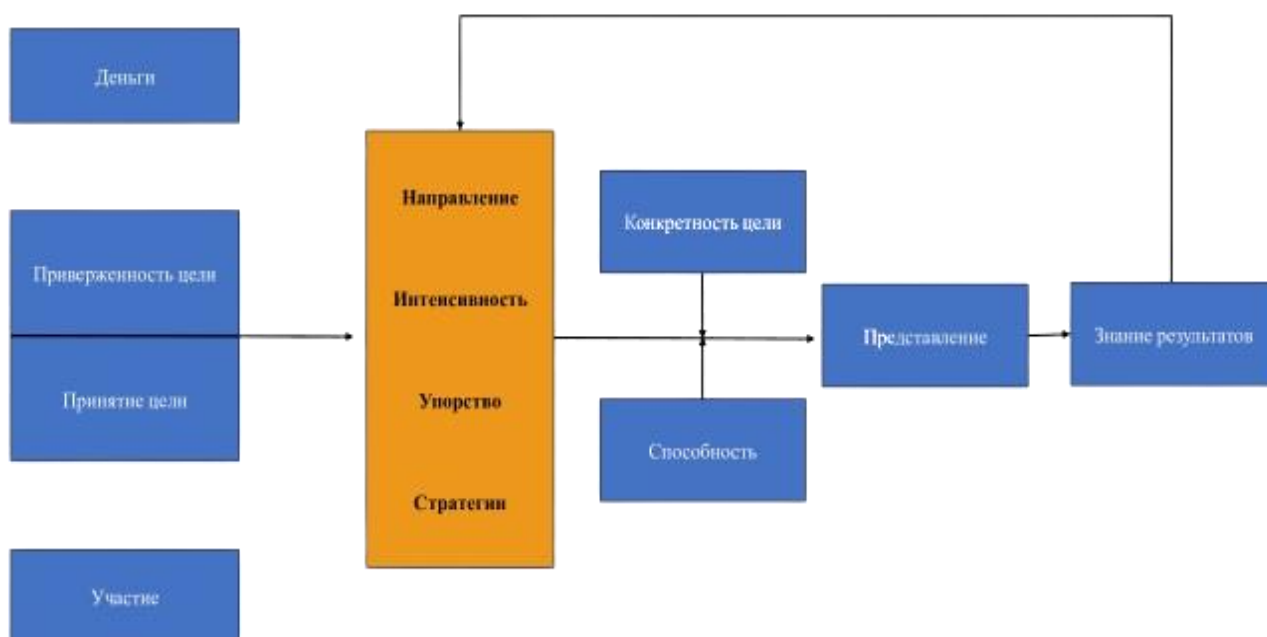 Деньги
Приверженность цели
Принятие цели
Участие
Направление
Интенсивность
Упорство
Стратегии
Конкретность цели
Способность
Представление
Знание результатов